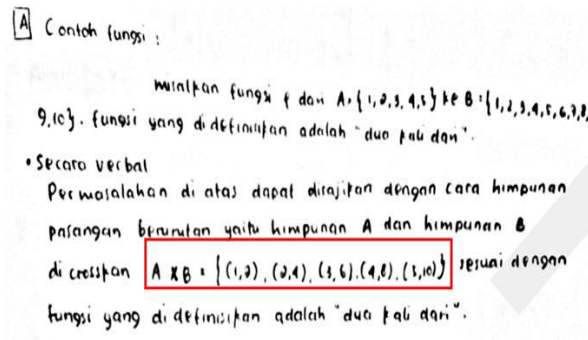 A Contoh fungsi :
misalkan fungsi f dari A = {1,2,3,4,5} ke B = {1,2,3,4,5,6,7,8,
9,10}. fungsi yang didefinisikan adalah "dua kali dari".
• Secara verbal
Permasalahan di atas dapat disajikan dengan cara himpunan
pasangan berurutan yaitu himpunan A dan himpunan B
di crosskan A x B = {(1,2), (2,4), (3,6), (4,8), (5,10)} sesuai dengan
fungsi yang didefinisikan adalah "dua kali dari".